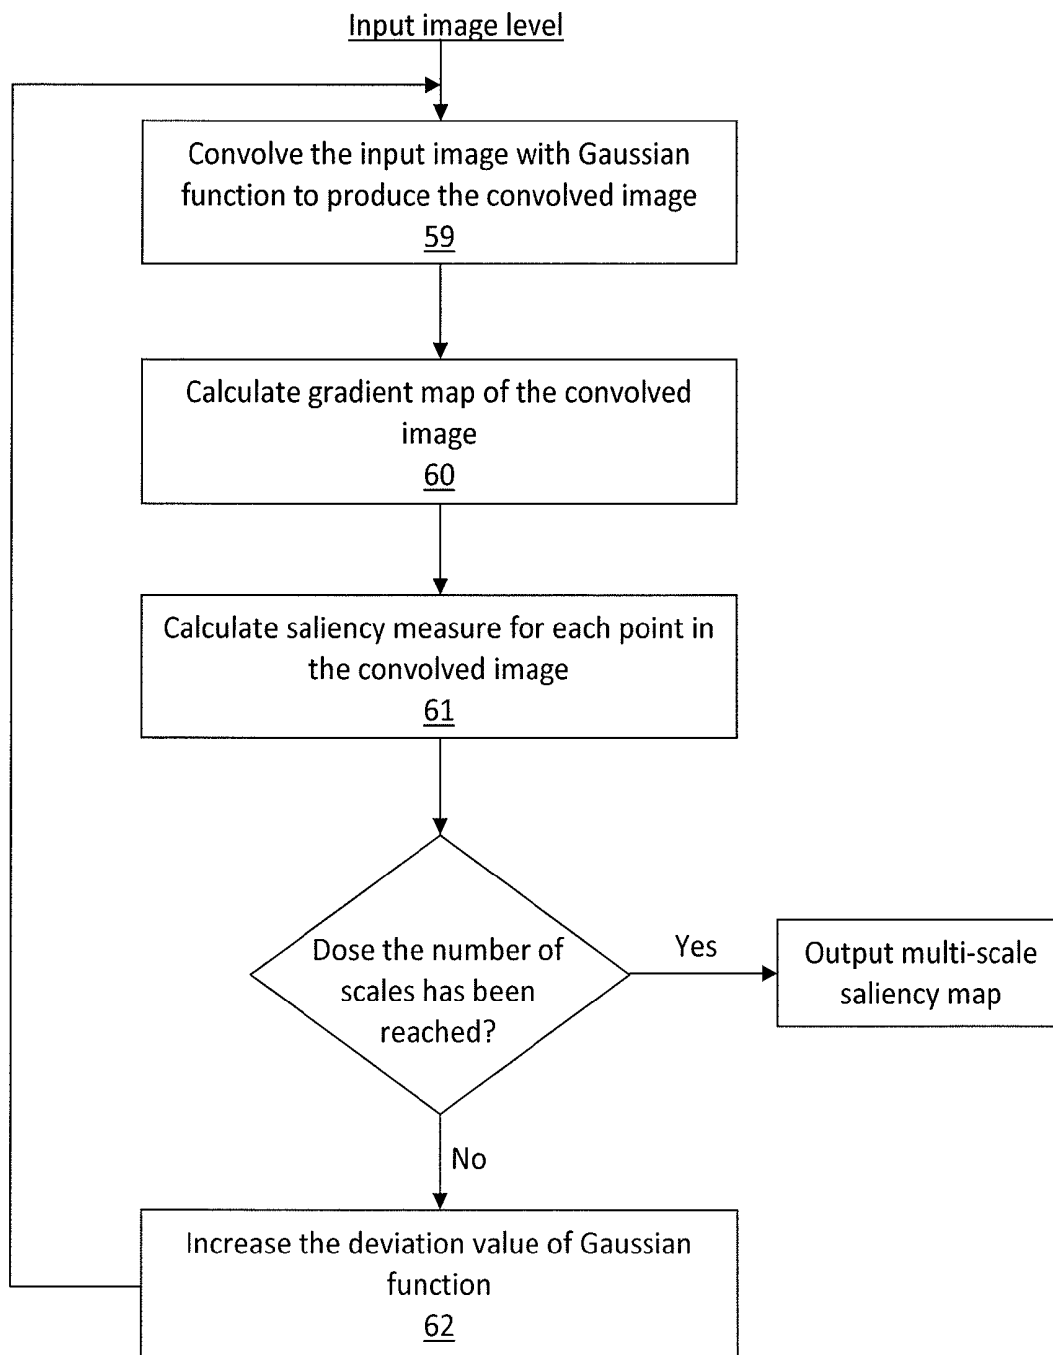 Input image level
Convolve the input image with Gaussian
function to produce the convolved image
59
Calculate gradient map of the convolved
image
60
Calculate saliency measure for each point in
the convolved image
61
Dose the number of
scales has been
reached?
Yes
Output multi-scale
saliency map
No
Increase the deviation value of Gaussian
function
62